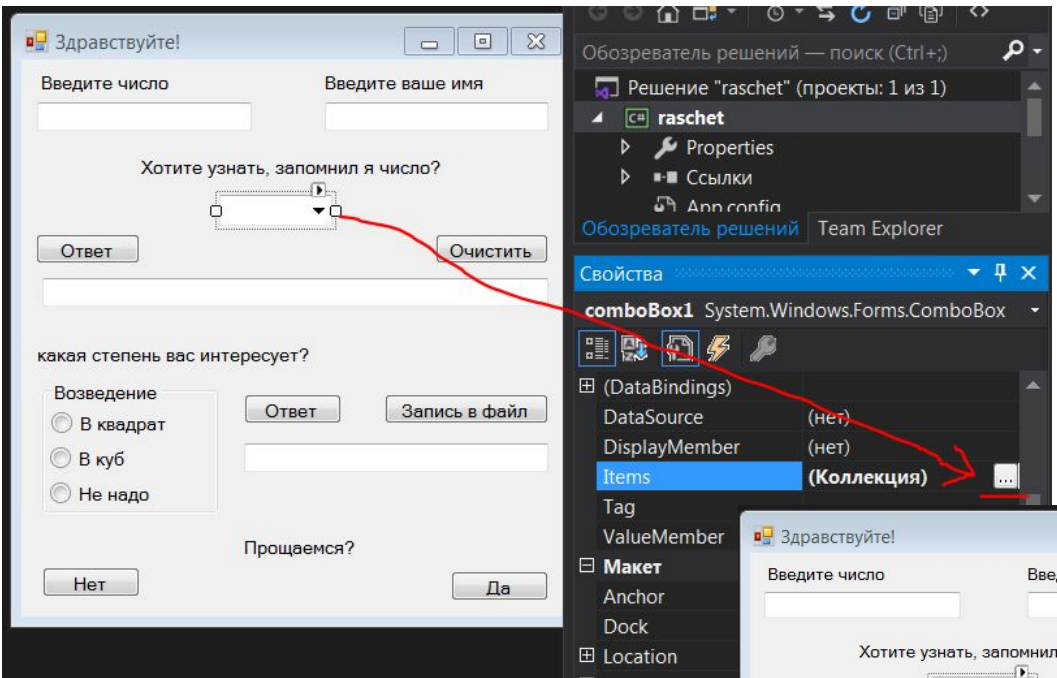 Здравствуйте!
Введите число
Введите ваше имя
Хотите узнать, запомнил я число?
Ответ
Очистить
какая степень вас интересует?
Возведение
В квадрат
В куб
Не надо
Ответ
Запись в файл
Прощаемся?
Нет
Да
Обозреватель решений — поиск (Ctrl+;)
Решение "raschet" (проекты: 1 из 1)
C# raschet
Properties
Ссылки
App.config
Обозреватель решений
Team Explorer
Свойства
comboBox1 System.Windows.Forms.ComboBox
(DataBindings)
DataSource (нет)
DisplayMember (нет)
Items (Коллекция) ...
Tag
ValueMember
Макет
Anchor
Dock
Location
Здравствуйте!
Введите число
Хотите узнать, запомнил